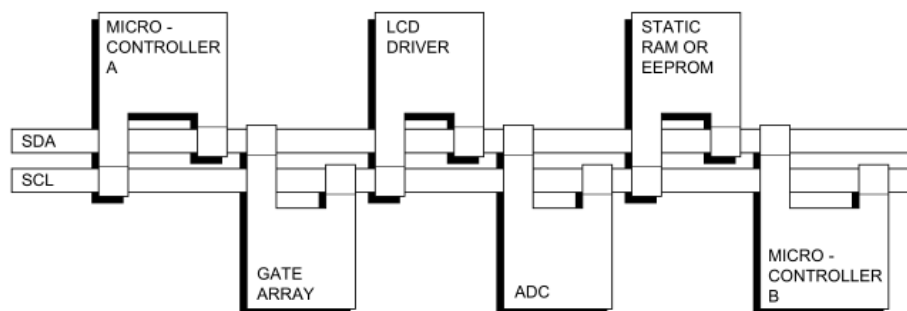 MICRO -
CONTROLLER
A
LCD
DRIVER
STATIC
RAM OR
EEPROM
SDA
SCL
GATE
ARRAY
ADC
MICRO -
CONTROLLER
B